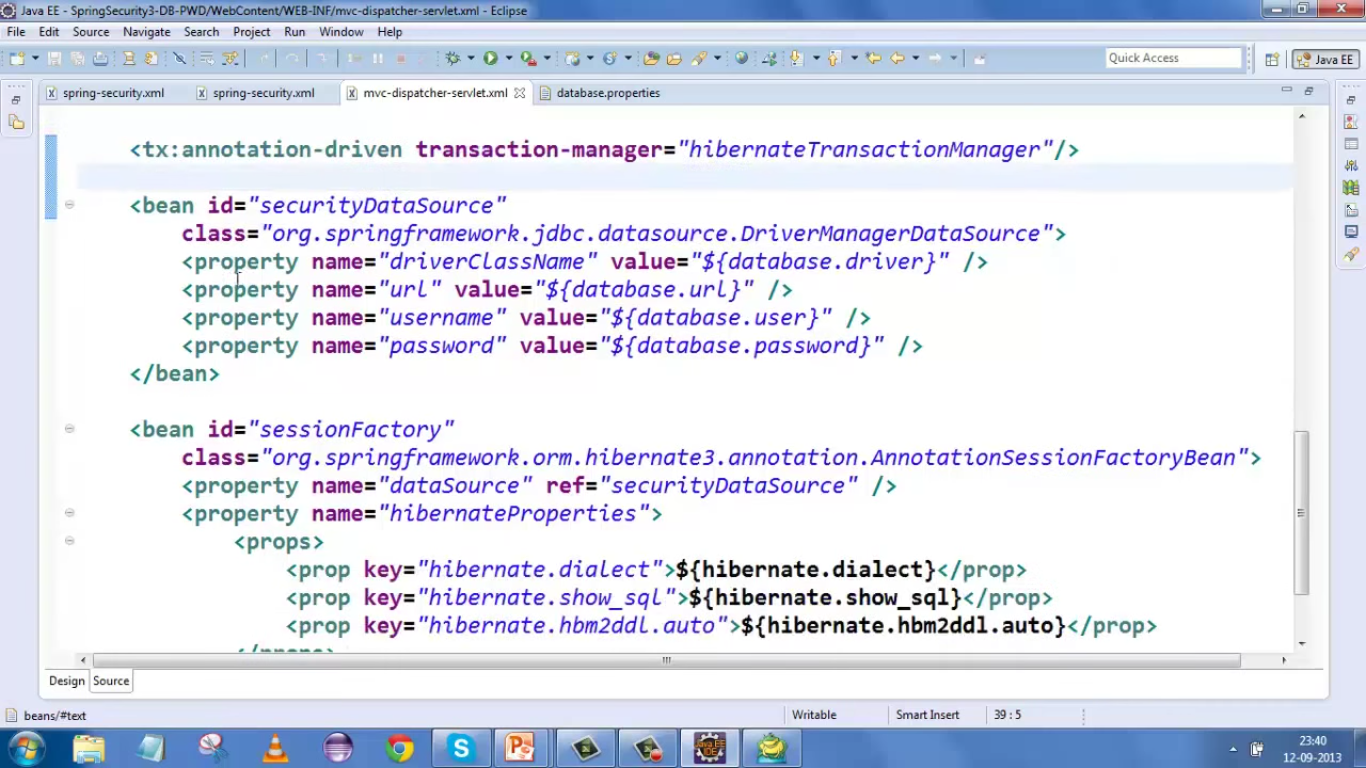 Java EE - SpringSecurity3-DB-PWD/WebContent/WEB-INF/mvc-dispatcher-servlet.xml - Eclipse
File Edit Source Navigate Search Project Run Window Help
Quick Access Java EE
spring-security.xml spring-security.xml mvc-dispatcher-servlet.xml database.properties
<tx:annotation-driven transaction-manager="hibernateTransactionManager"/>
<bean id="securityDataSource"
class="org.springframework.jdbc.datasource.DriverManagerDataSource">
<property name="driverClassName" value="${database.driver}" />
<property name="url" value="${database.url}" />
<property name="username" value="${database.user}" />
<property name="password" value="${database.password}" />
</bean>
<bean id="sessionFactory"
class="org.springframework.orm.hibernate3.annotation.AnnotationSessionFactoryBean">
<property name="dataSource" ref="securityDataSource" />
<property name="hibernateProperties">
<props>
<prop key="hibernate.dialect">${hibernate.dialect}</prop>
<prop key="hibernate.show_sql">${hibernate.show_sql}</prop>
<prop key="hibernate.hbm2ddl.auto">${hibernate.hbm2ddl.auto}</prop>
</props>
Design Source
beans/#text Writable Smart Insert 39 : 5
23:40
12-09-2013